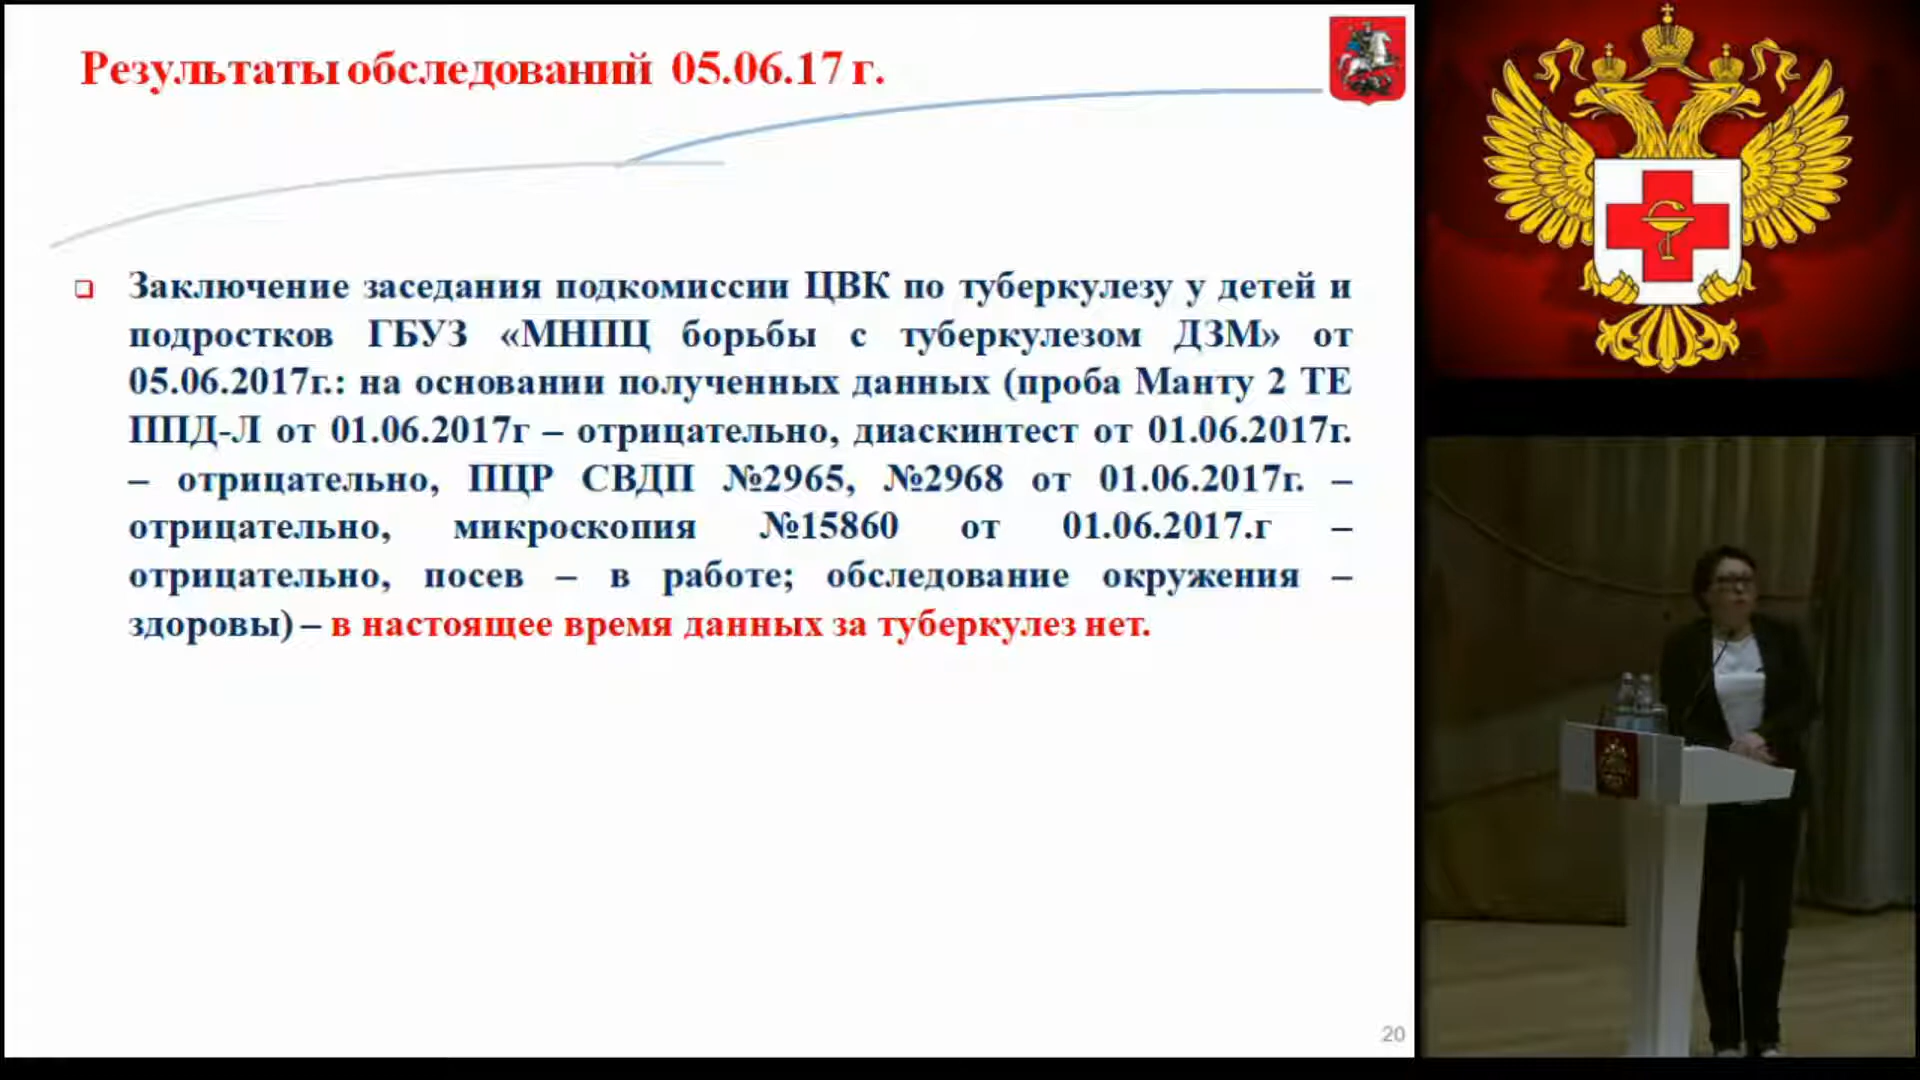 Результаты обследований 05.06.17 г.
❑ Заключение заседания подкомиссии ЦВК по туберкулезу у детей и
подростков ГБУЗ «МНПЦ борьбы с туберкулезом ДЗМ» от
05.06.2017г.: на основании полученных данных (проба Манту 2 ТЕ
ППД-Л от 01.06.2017г – отрицательно, диаскинтест от 01.06.2017г.
– отрицательно, ПЦР СВДП №2965, №2968 от 01.06.2017г. –
отрицательно, микроскопия №15860 от 01.06.2017.г –
отрицательно, посев – в работе; обследование окружения –
здоровы) – в настоящее время данных за туберкулез нет.
20